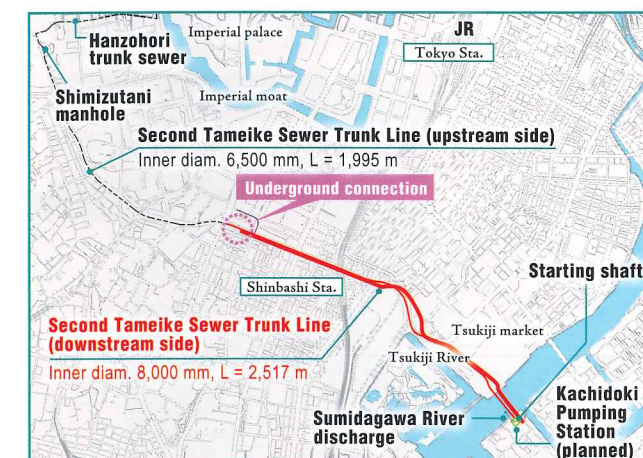 Hanzohori
trunk sewer
Imperial palace
JR
Tokyo Sta.
Shimizutani
manhole
Imperial moat
Second Tameike Sewer Trunk Line (upstream side)
Inner diam. 6,500 mm, L = 1,995 m
Underground connection
Starting shaft
Shinbashi Sta.
Second Tameike Sewer Trunk Line
(downstream side)
Inner diam. 8,000 mm, L = 2,517 m
Tsukiji market
Tsukiji River
Sumidagawa River
discharge
Kachidoki
Pumping
Station
(planned)